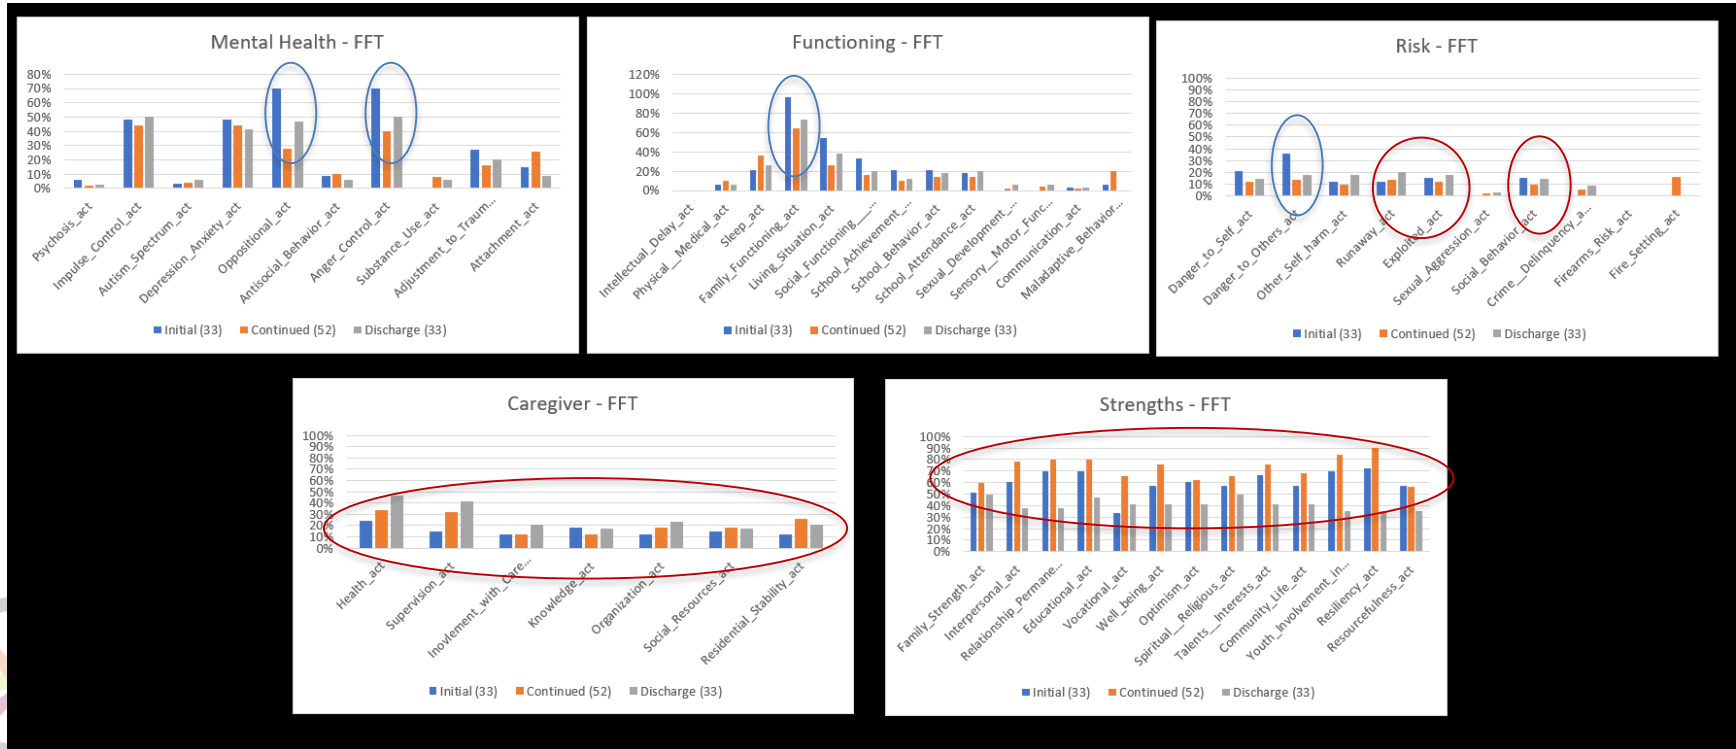 Mental Health - FFT
80%
70%
60%
50%
40%
30%
20%
10%
0%
Psychosis_act
Impulse_Control_act
Autism_Spectrum_act
Depression_Anxiety_act
Oppositional_act
Antisocial_Behavior_act
Anger_Control_act
Substance_Use_act
Adjustment_to_Traum...
Attachment_act
Initial (33) Continued (52) Discharge (33)
Functioning - FFT
120%
100%
80%
60%
40%
20%
0%
Intellectual_Delay_act
Physical__Medical_act
Sleep_act
Family_Functioning_act
Living_Situation_act
Social_Functioning___...
School_Achievement_...
School_Behavior_act
School_Attendance_act
Sexual_Development_...
Sensory__Motor_Func...
Communication_act
Maladaptive_Behavior...
Initial (33) Continued (52) Discharge (33)
Risk - FFT
100%
90%
80%
70%
60%
50%
40%
30%
20%
10%
0%
Danger_to_Self_act
Danger_to_Others_act
Other_Self_harm_act
Runaway_act
Exploited_act
Sexual_Aggression_act
Social_Behavior_act
Crime__Delinquency_a...
Firearms_Risk_act
Fire_Setting_act
Initial (33) Continued (52) Discharge (33)
Caregiver - FFT
100%
90%
80%
70%
60%
50%
40%
30%
20%
10%
0%
Health_act
Supervision_act
Inovlement_with_Care...
Knowledge_act
Organization_act
Social_Resources_act
Residential_Stability_act
Initial (33) Continued (52) Discharge (33)
Strengths - FFT
100%
90%
80%
70%
60%
50%
40%
30%
20%
10%
0%
Family_Strength_act
Interpersonal_act
Relationship_Permane...
Educational_act
Vocational_act
Well_being_act
Optimism_act
Spiritual__Religious_act
Talents__Interests_act
Community_Life_act
Youth_Involvement_in...
Resiliency_act
Resourcefulness_act
Initial (33) Continued (52) Discharge (33)